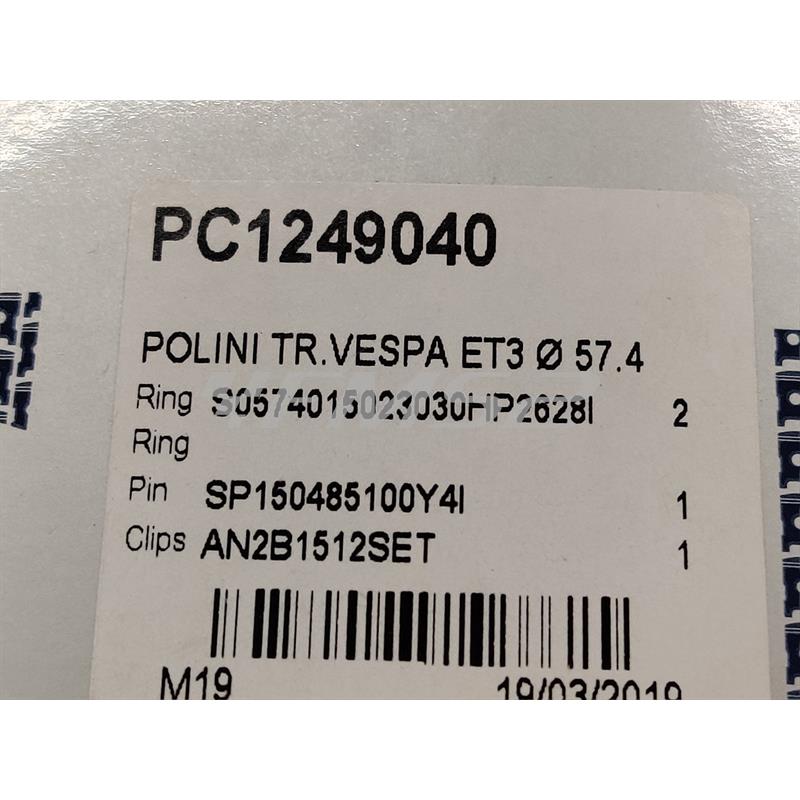 PC1249040
POLINI TR.VESPA ET3 Ø 57.4
Ring S0574015023030HP2628I 2
Ring
Pin SP150485100Y4I 1
Clips AN2B1512SET 1
M19 19/03/2019